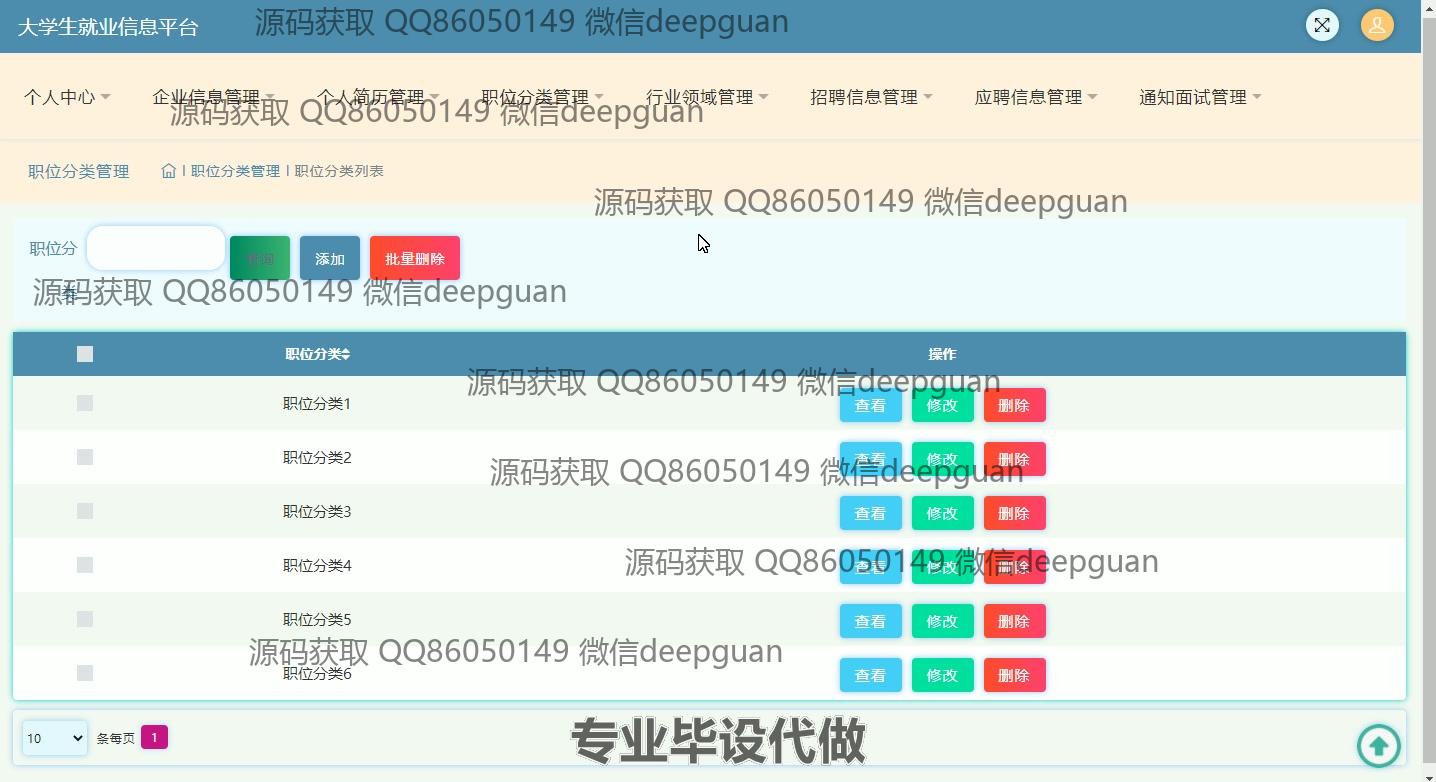 大学生就业信息平台
源码获取 QQ86050149 微信deepguan
个人中心 企业信息管理 个人简历管理 职位分类管理 行业领域管理 招聘信息管理 应聘信息管理 通知面试管理
源码获取 QQ86050149 微信deepguan
职位分类管理 职位分类管理 职位分类列表
源码获取 QQ86050149 微信deepguan
职位分类 查询 添加 批量删除
源码获取 QQ86050149 微信deepguan
职位分类 操作
源码获取 QQ86050149 微信deepguan
职位分类1 查看 修改 删除
职位分类2 查看 修改 删除
源码获取 QQ86050149 微信deepguan
职位分类3 查看 修改 删除
源码获取 QQ86050149 微信deepguan
职位分类4 查看 修改 删除
职位分类5 查看 修改 删除
源码获取 QQ86050149 微信deepguan
职位分类6 查看 修改 删除
10 条每页 1
专业毕设代做